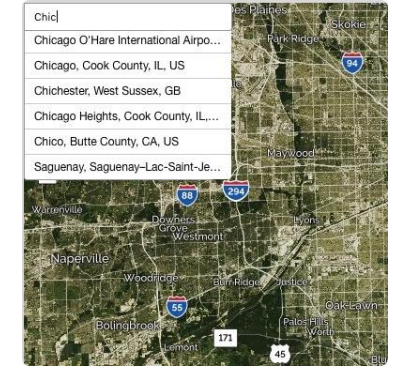 Chic
Chicago O'Hare International Airpo...
Chicago, Cook County, IL, US
Chichester, West Sussex, GB
Chicago Heights, Cook County, IL,...
Chico, Butte County, CA, US
Saguenay, Saguenay–Lac-Saint-Je...
Des Plaines
Skokie
Park Ridge
94
Maywood
88
294
Warrenville
Downers
Grove
Lyons
Westmont
Naperville
Woodridge
Burr Ridge
Justice
55
Oak Lawn
Bolingbrook
Palos Hills
Worth
171
Lemont
45
Blu